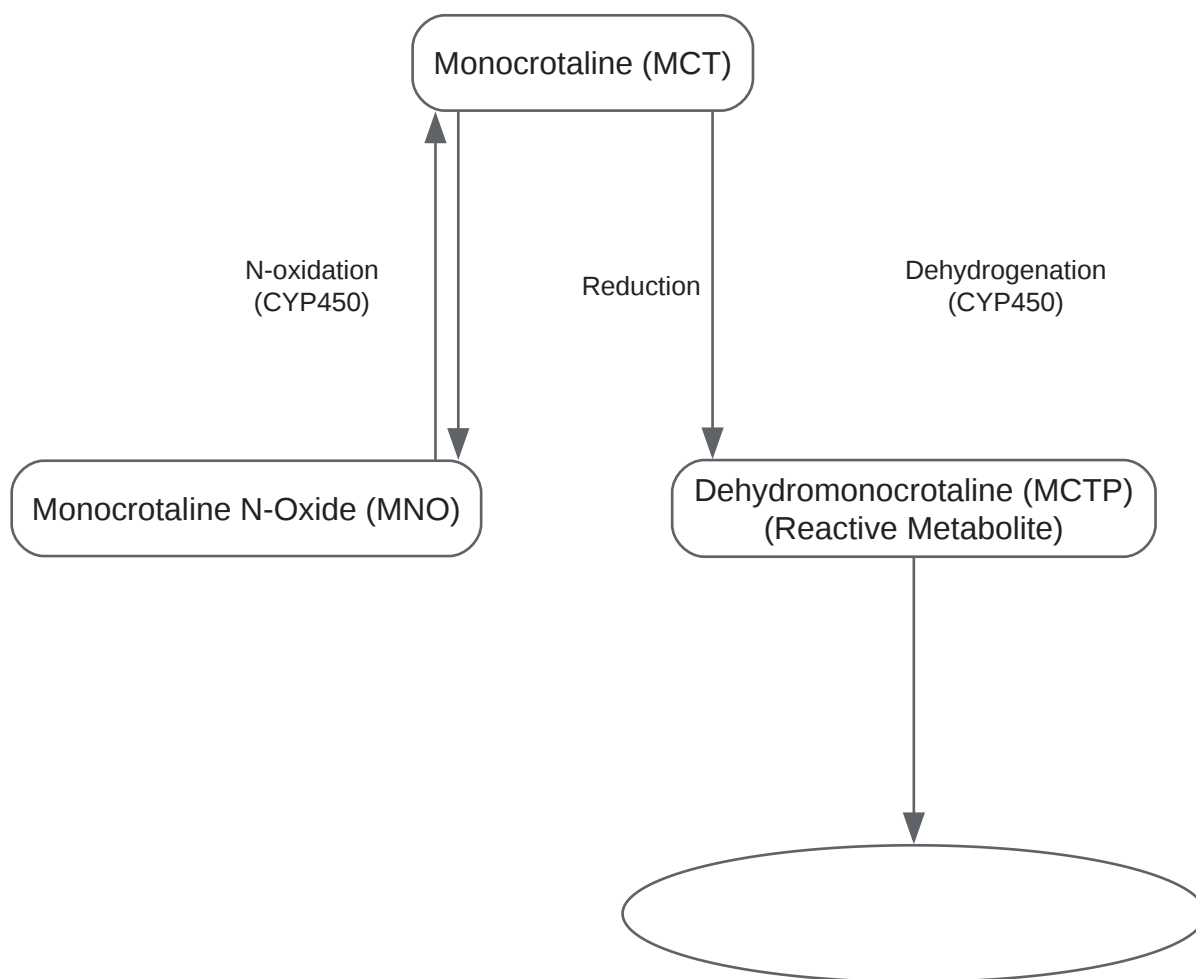 Monocrotaline (MCT)
N-oxidation
(CYP450)
Reduction
Dehydrogenation
(CYP450)
Monocrotaline N-Oxide (MNO)
Dehydromonocrotaline (MCTP)
(Reactive Metabolite)